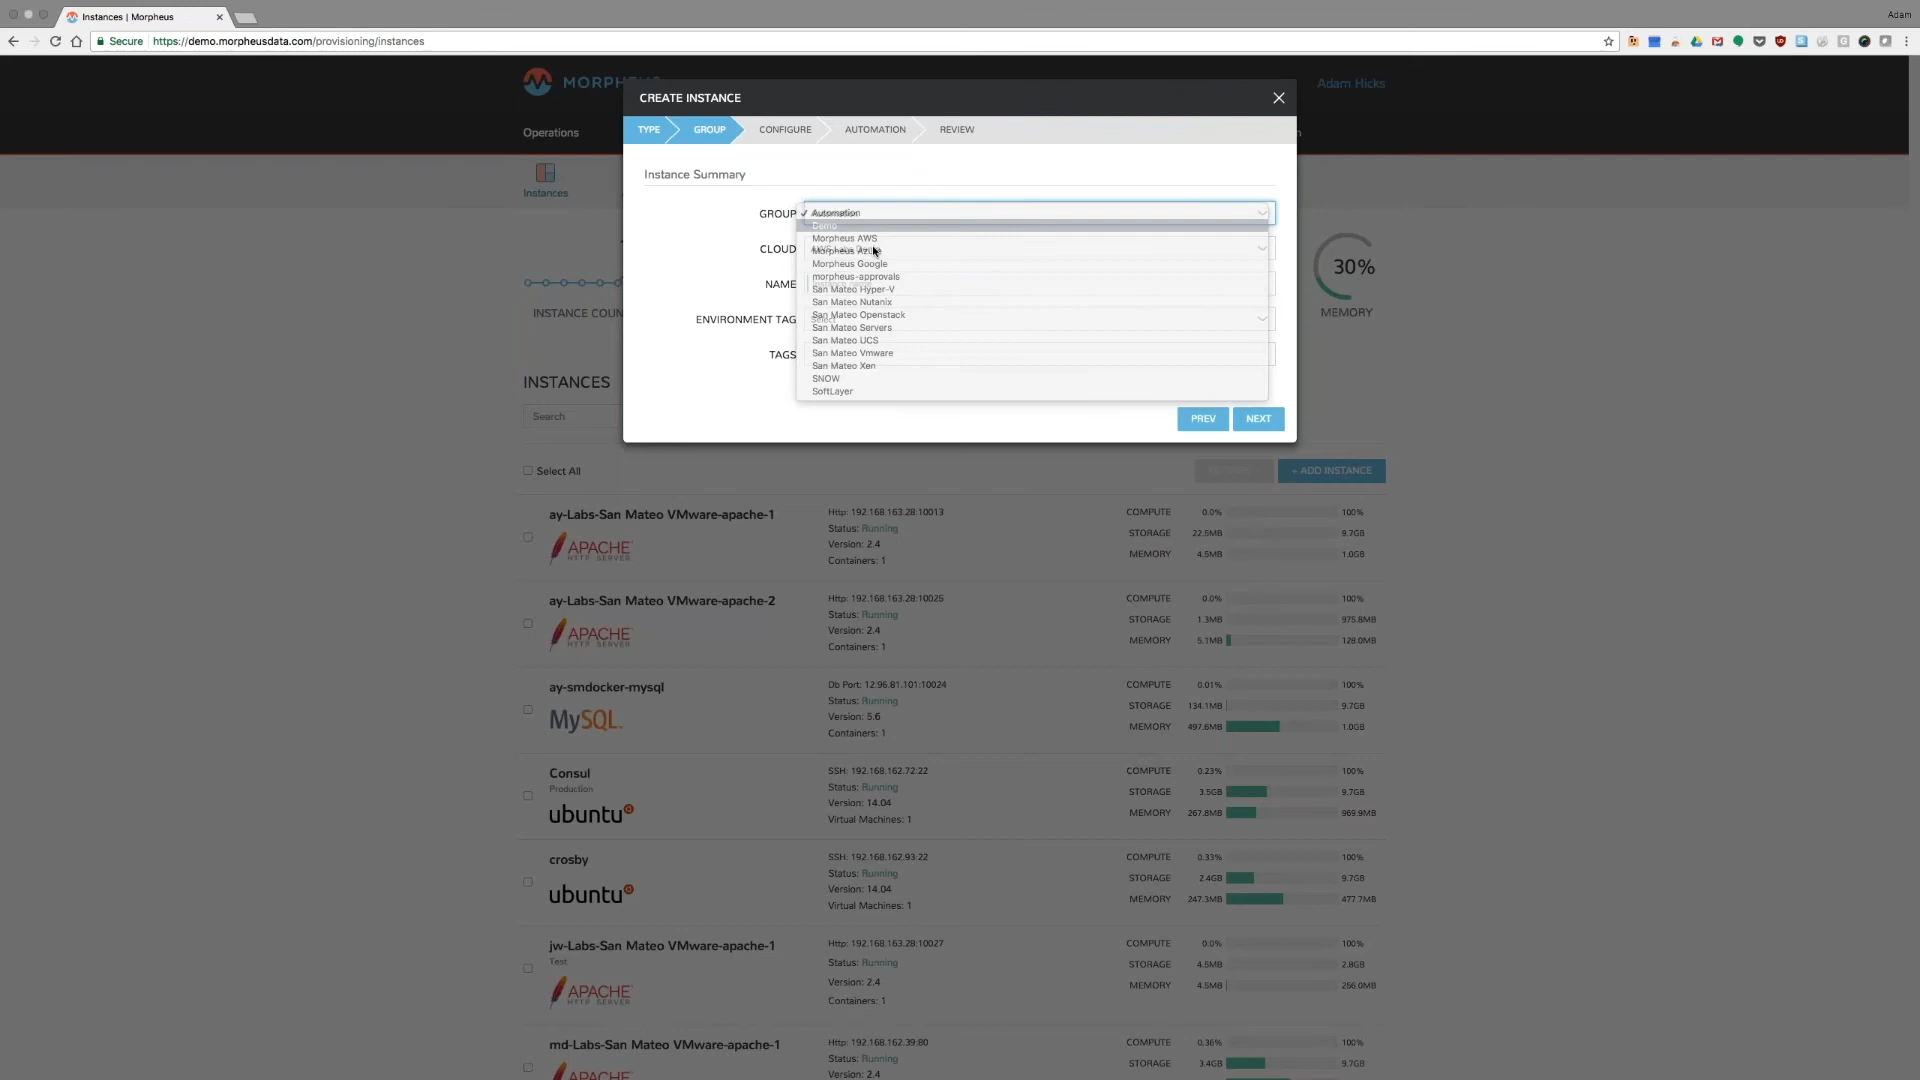 Instances | Morpheus
Adam
Secure https://demo.morpheusdata.com/provisioning/instances
Adam Hicks
CREATE INSTANCE
Operations
TYPE GROUP CONFIGURE AUTOMATION REVIEW
Instance Summary
Instances
GROUP ✓ Automation
Demo
Morpheus AWS
CLOUD
Morpheus Google
morpheus-approvals
NAME
San Mateo Hyper-V
San Mateo Nutanix
San Mateo Openstack
ENVIRONMENT TAG
San Mateo Servers
San Mateo UCS
San Mateo Vmware
TAGS
San Mateo Xen
SNOW
SoftLayer
30%
MEMORY
INSTANCE COUN
INSTANCES
Search
PREV NEXT
Select All
+ ADD INSTANCE
ay-Labs-San Mateo VMware-apache-1
APACHE
HTTP SERVER
Http: 192.168.163.28:10013
Status: Running
Version: 2.4
Containers: 1
COMPUTE 0.0% 100%
STORAGE 22.5MB 9.7GB
MEMORY 4.5MB 1.0GB
ay-Labs-San Mateo VMware-apache-2
APACHE
HTTP SERVER
Http: 192.168.163.28:10025
Status: Running
Version: 2.4
Containers: 1
COMPUTE 0.0% 100%
STORAGE 1.3MB 975.8MB
MEMORY 5.1MB 128.0MB
ay-smdocker-mysql
MySQL
Db Port: 12.96.81.101:10024
Status: Running
Version: 5.6
Containers: 1
COMPUTE 0.01% 100%
STORAGE 134.1MB 9.7GB
MEMORY 497.6MB 1.0GB
Consul
Production
ubuntu
SSH: 192.168.162.72:22
Status: Running
Version: 14.04
Virtual Machines: 1
COMPUTE 0.23% 100%
STORAGE 3.5GB 9.7GB
MEMORY 267.8MB 969.9MB
crosby
ubuntu
SSH: 192.168.162.93:22
Status: Running
Version: 14.04
Virtual Machines: 1
COMPUTE 0.33% 100%
STORAGE 2.4GB 9.7GB
MEMORY 247.3MB 477.7MB
jw-Labs-San Mateo VMware-apache-1
Test
APACHE
HTTP SERVER
Http: 192.168.163.28:10027
Status: Running
Version: 2.4
Containers: 1
COMPUTE 0.0% 100%
STORAGE 4.5MB 2.8GB
MEMORY 4.5MB 256.0MB
md-Labs-San Mateo VMware-apache-1
Http: 192.168.162.39:80
Status: Running
Version: 2.4
COMPUTE 0.36% 100%
STORAGE 3.4GB 9.7GB